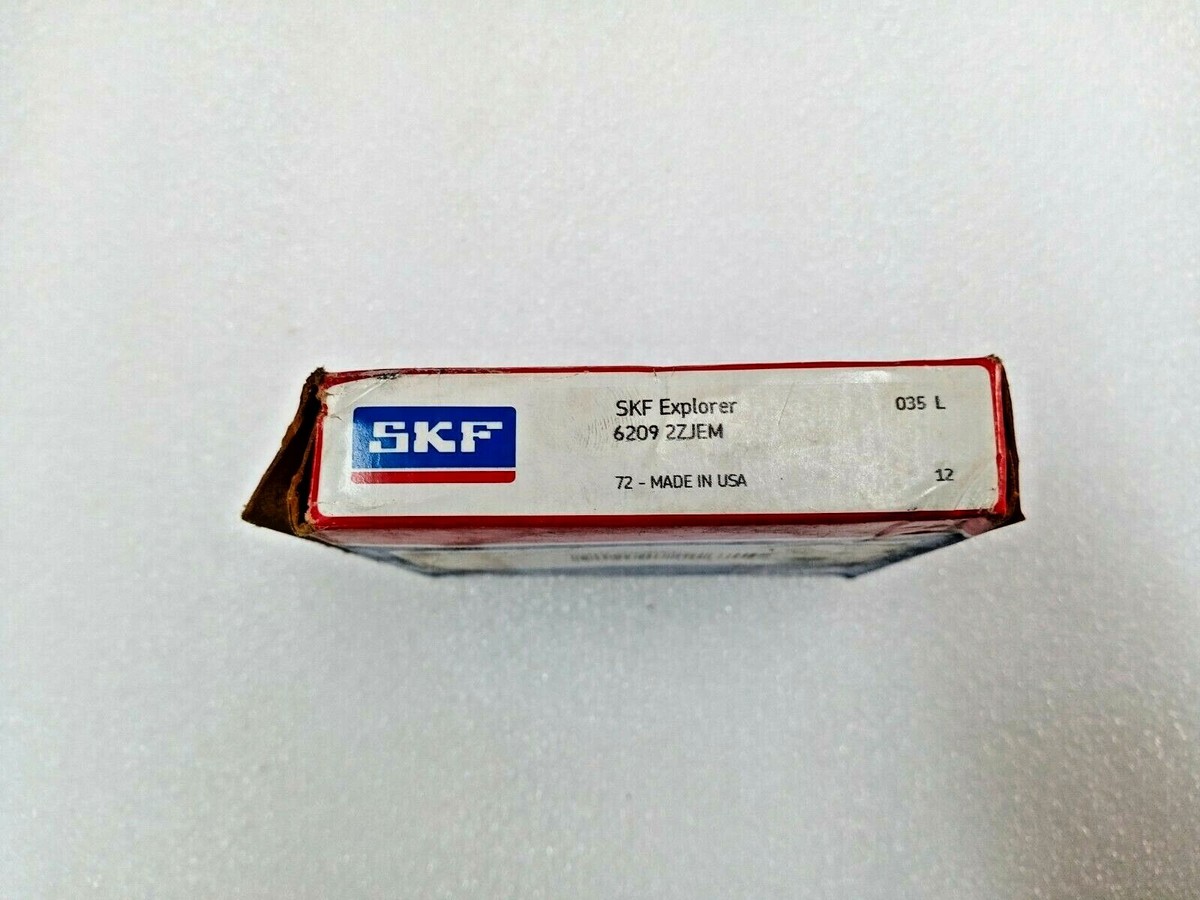 SKF
SKF Explorer
6209 2ZJEM
72 - MADE IN USA
035 L
12